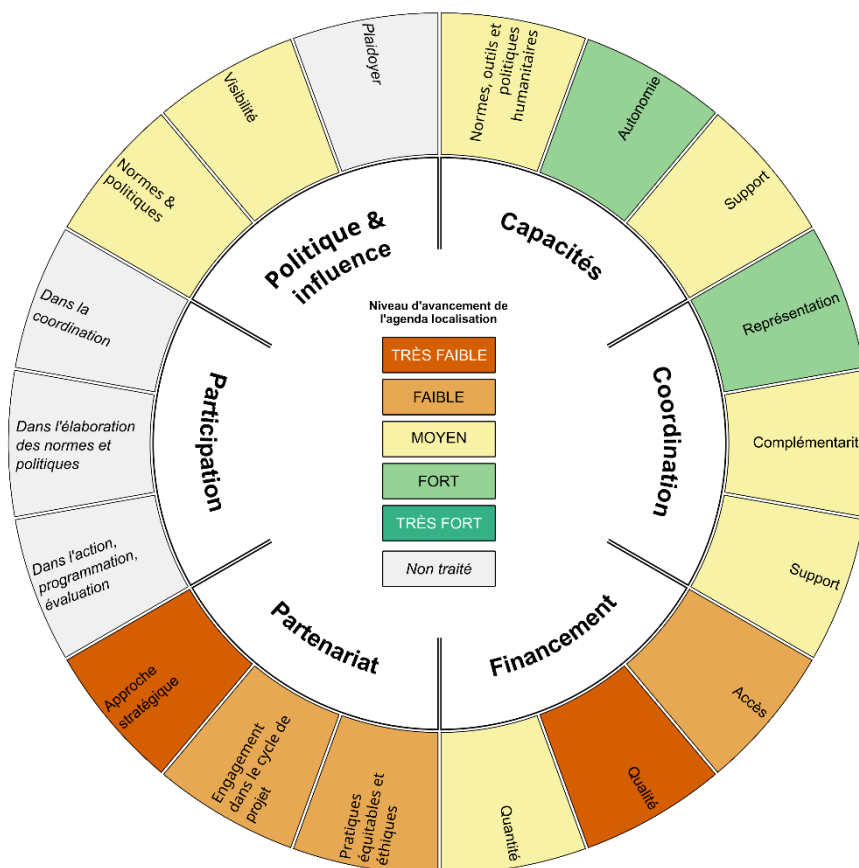 Plaidoyer
Normes, outils et
politiques
humanitaires
Autonomie
Support
Représentation
Complémentarit
Support
Accès
Qualité
Quantité
Pratiques
équitables et
éthiques
Engagement
dans le cycle de
projet
Approche
stratégique
Dans l'action,
programmation,
évaluation
Dans l'élaboration
des normes et
politiques
Dans la
coordination
Normes &
politiques
Visibilité
Politique &
influence
Capacités
Coordination
Financement
Partenariat
Participation
Niveau d'avancement de
l'agenda localisation
TRÈS FAIBLE
FAIBLE
MOYEN
FORT
TRÈS FORT
Non traité